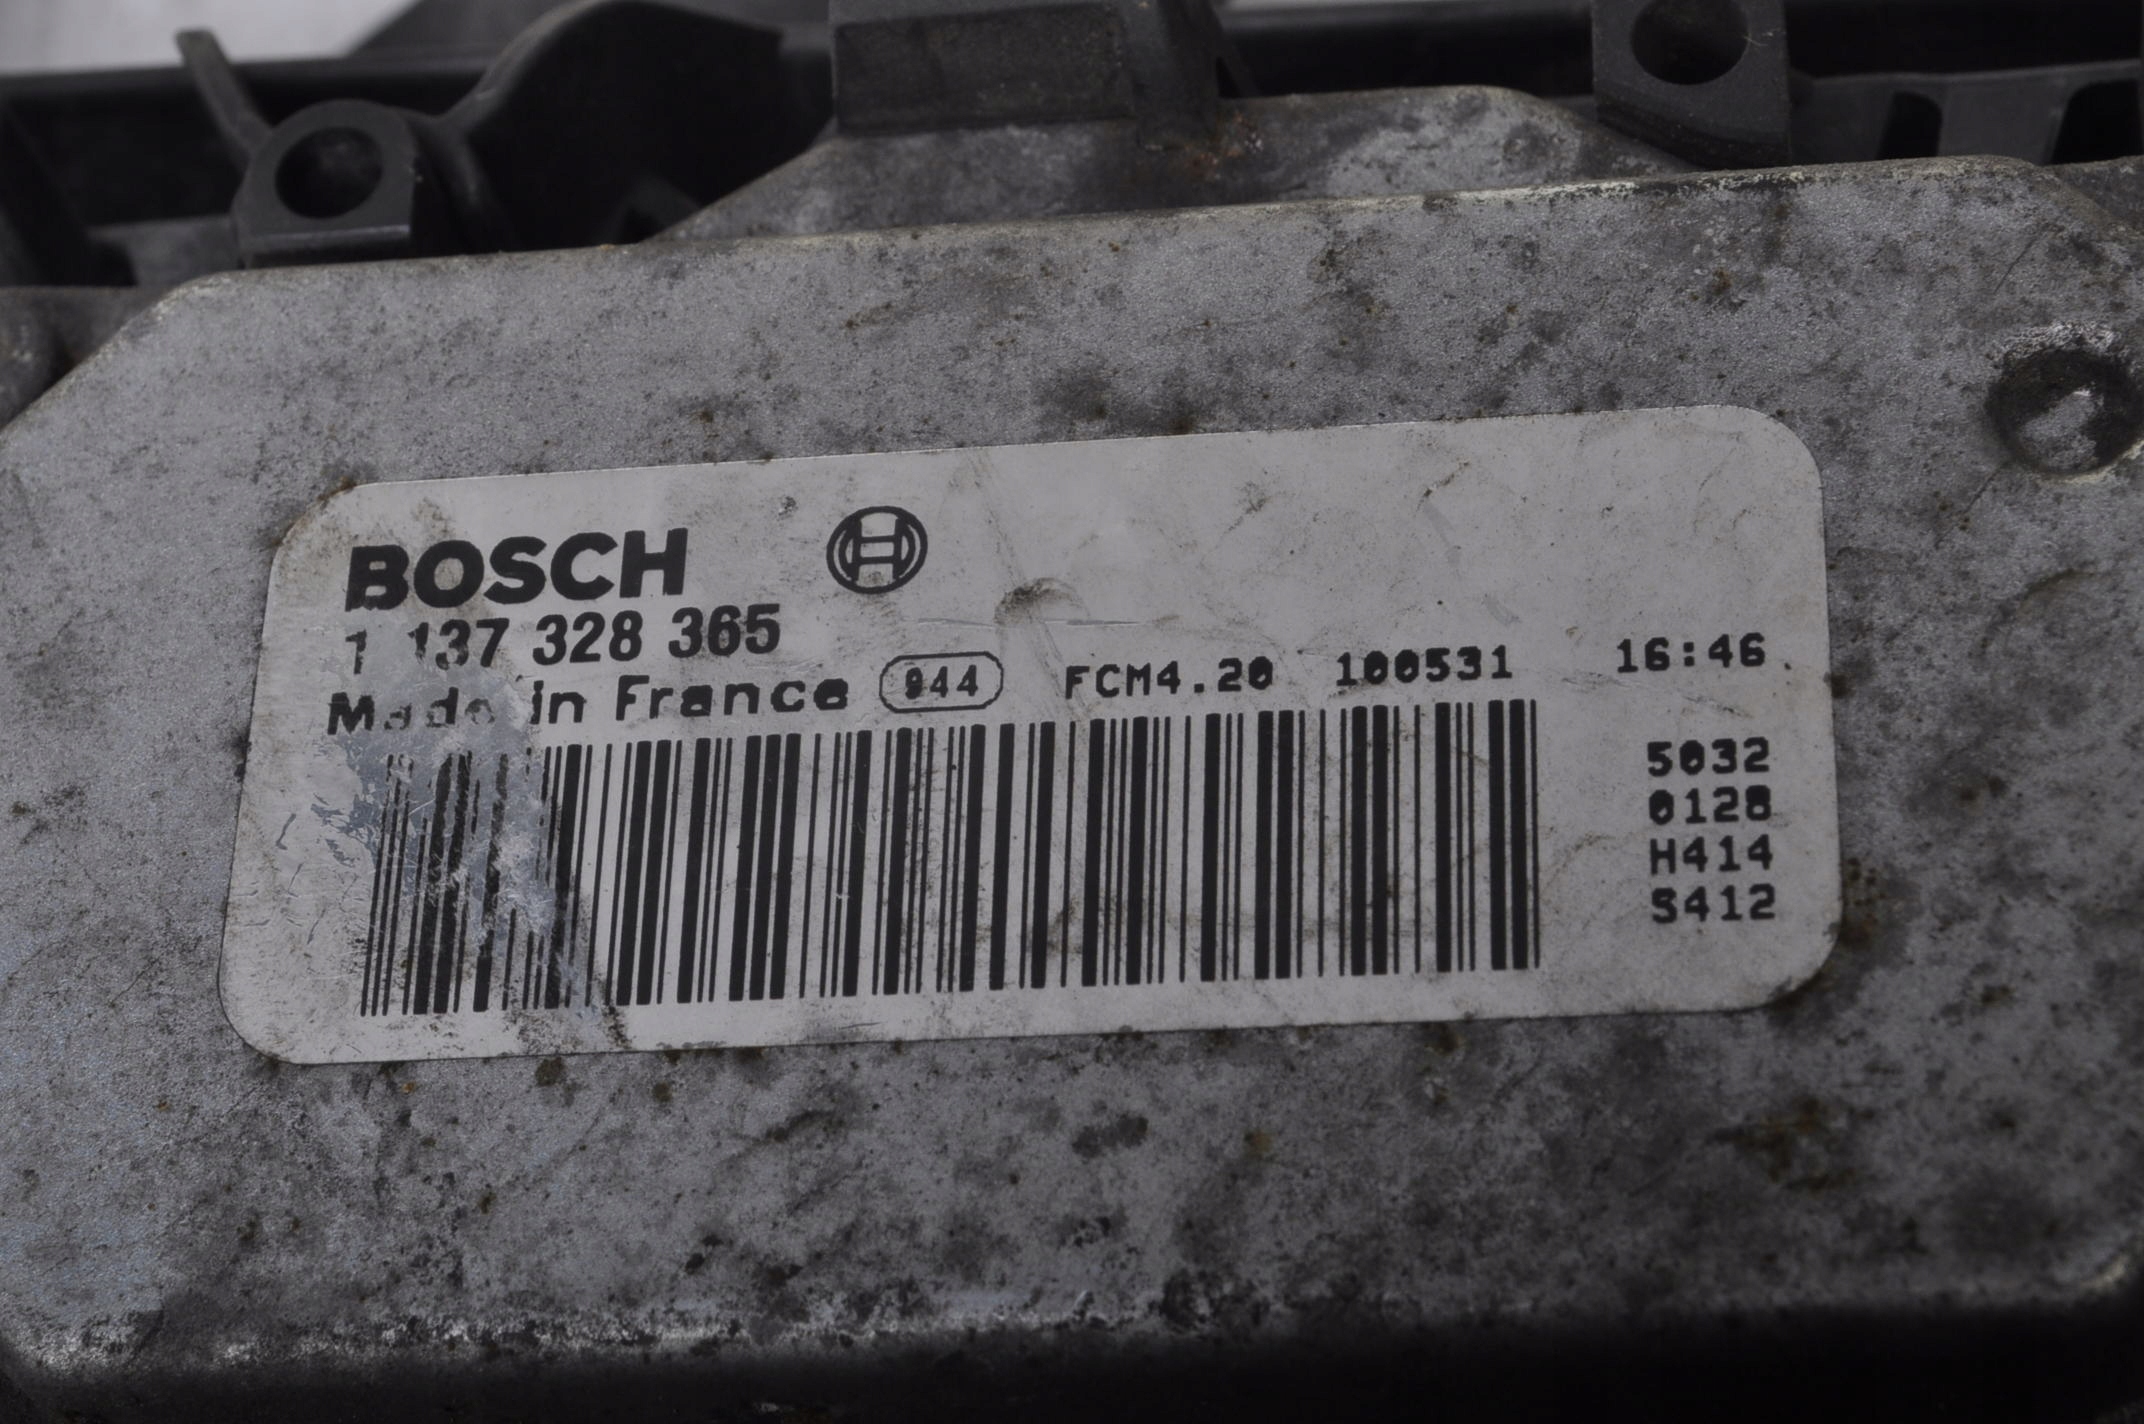 BOSCH
1 137 328 365
Made in France 944 FCM4.20 100531 16:46
5032
0128
H414
S412